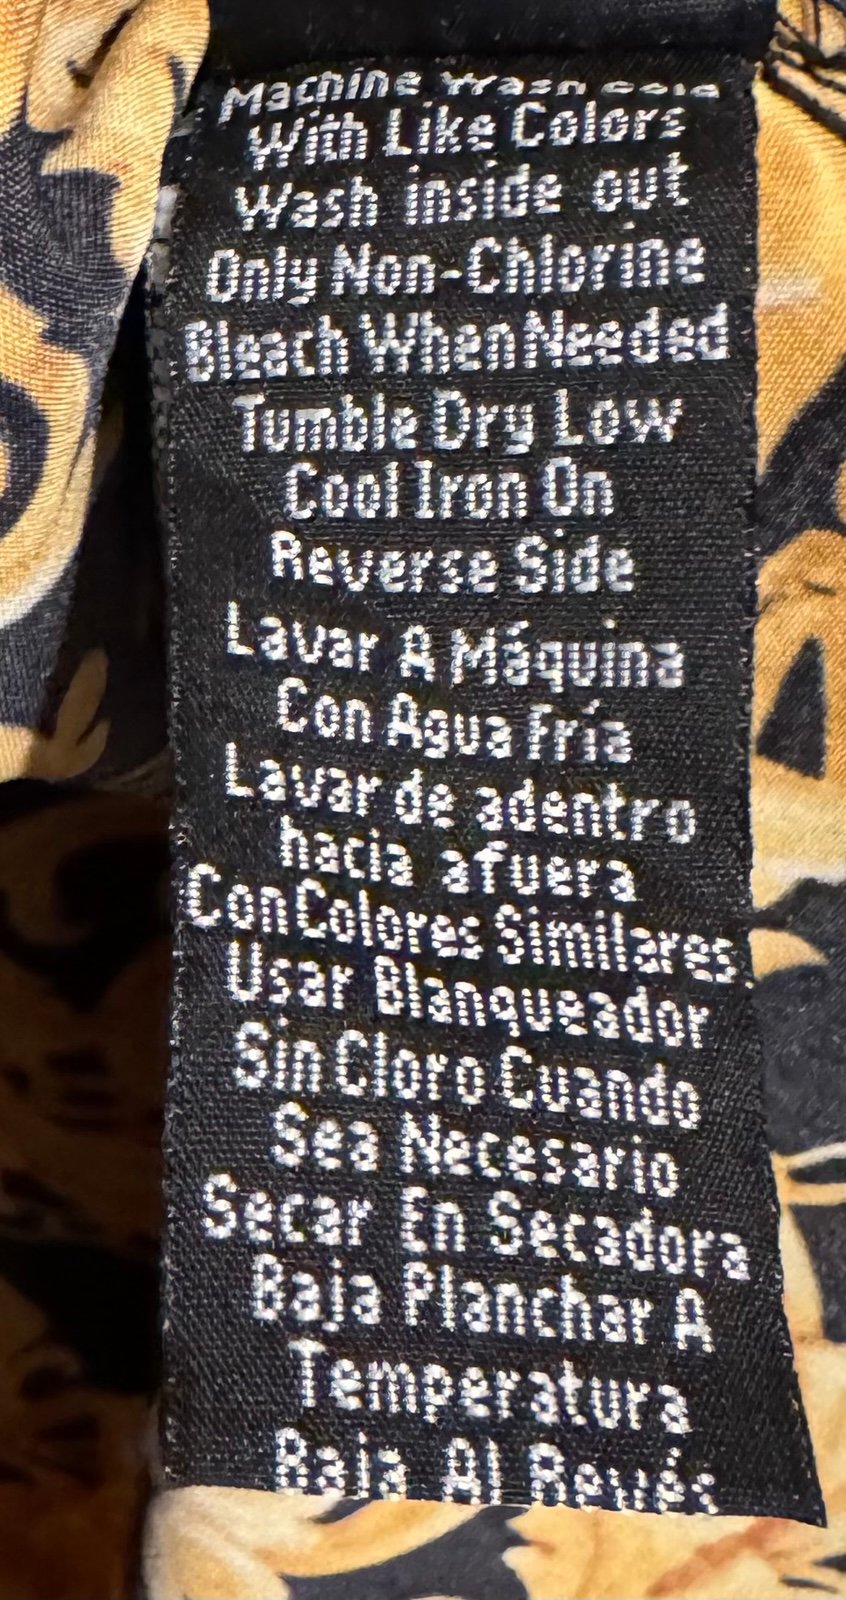 Machine Wash Cold
With Like Colors
Wash inside out
Only Non-Chlorine
Bleach When Needed
Tumble Dry Low
Cool Iron On
Reverse Side
Lavar A Máquina
Con Agua Fría
Lavar de adentro
hacia afuera
Con Colores Similares.
Usar Blanqueador
Sin Cloro Cuando
Sea Necesario
Secar En Secadora
Baja Planchar A
Temperatura
Baja Al Revés